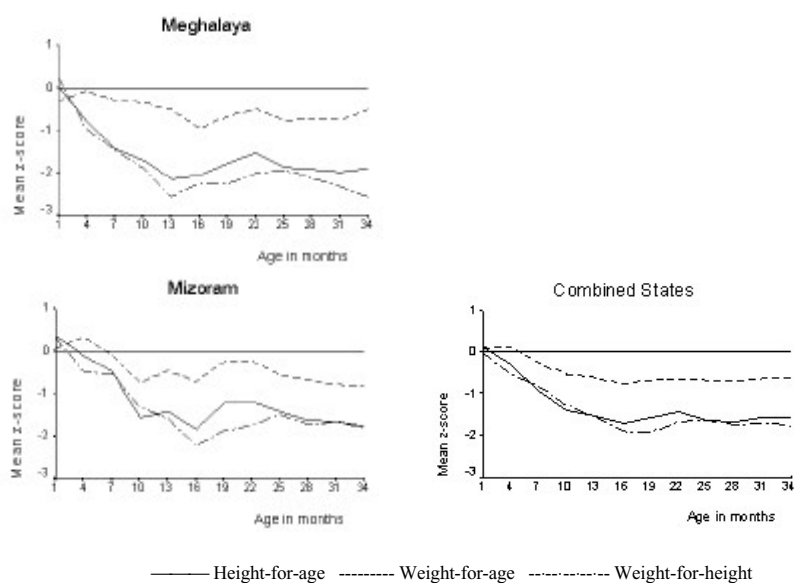 Meghalaya
1
0
-1
-2
-3
Mean z-score
1 4 7 10 13 16 19 22 25 28 31 34
Age in months
Mizoram
1
0
-1
-2
-3
Mean z-score
1 4 7 10 13 16 19 22 25 28 31 34
Age in months
Combined States
1
0
-1
-2
-3
Mean z-score
1 4 7 10 13 16 19 22 25 28 31 34
Age in months
Height-for-age Weight-for-age Weight-for-height